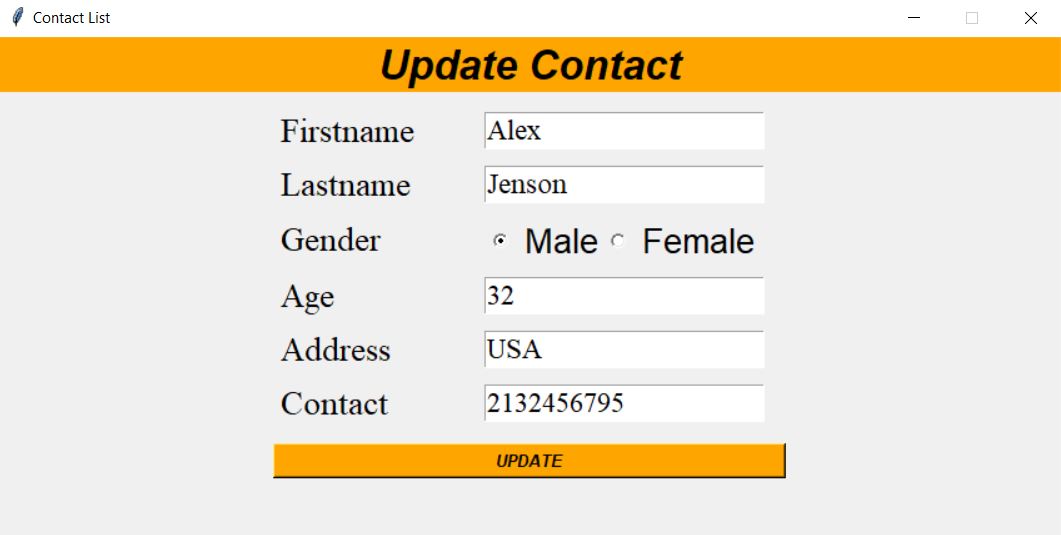 Contact List
Update Contact
Firstname Alex
Lastname Jenson
Gender Male Female
Age 32
Address USA
Contact 2132456795
UPDATE